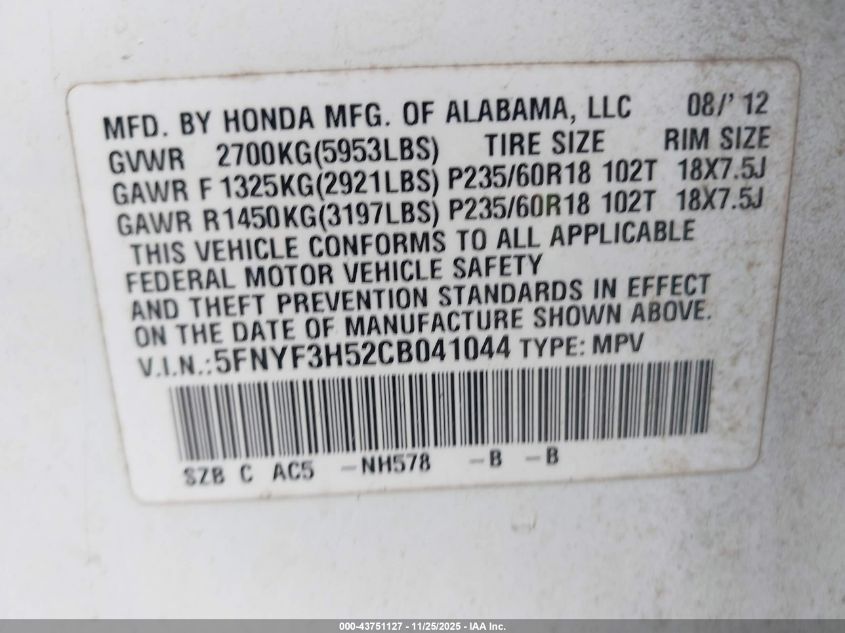 MFD. BY HONDA MFG. OF ALABAMA, LLC 08/'12
GVWR 2700KG(5953LBS) TIRE SIZE RIM SIZE
GAWR F 1325KG(2921LBS) P235/60R18 102T 18X7.5J
GAWR R 1450KG(3197LBS) P235/60R18 102T 18X7.5J
THIS VEHICLE CONFORMS TO ALL APPLICABLE
FEDERAL MOTOR VEHICLE SAFETY
AND THEFT PREVENTION STANDARDS IN EFFECT
ON THE DATE OF MANUFACTURE SHOWN ABOVE.
V.I.N.:5FNYF3H52CB041044 TYPE: MPV
SZB C AC5 -NH578 -B -B
000-43751127 - 11/25/2025 - IAA Inc.